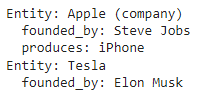 Entity: Apple (company)
  founded_by: Steve Jobs
  produces: iPhone
Entity: Tesla
  founded_by: Elon Musk